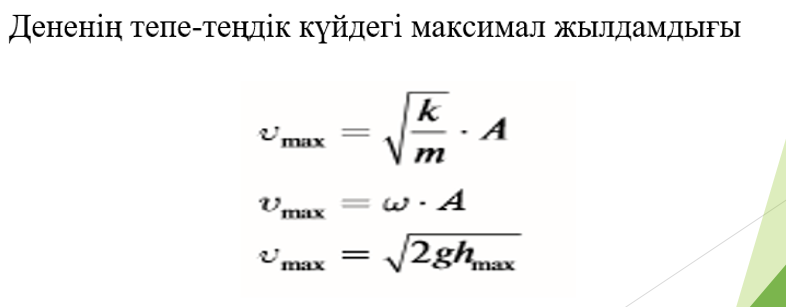 Дененің тепе-теңдік күйдегі максимал жылдамдығы
υmax = √(k/m) · A
υmax = ω · A
υmax = √(2ghmax)